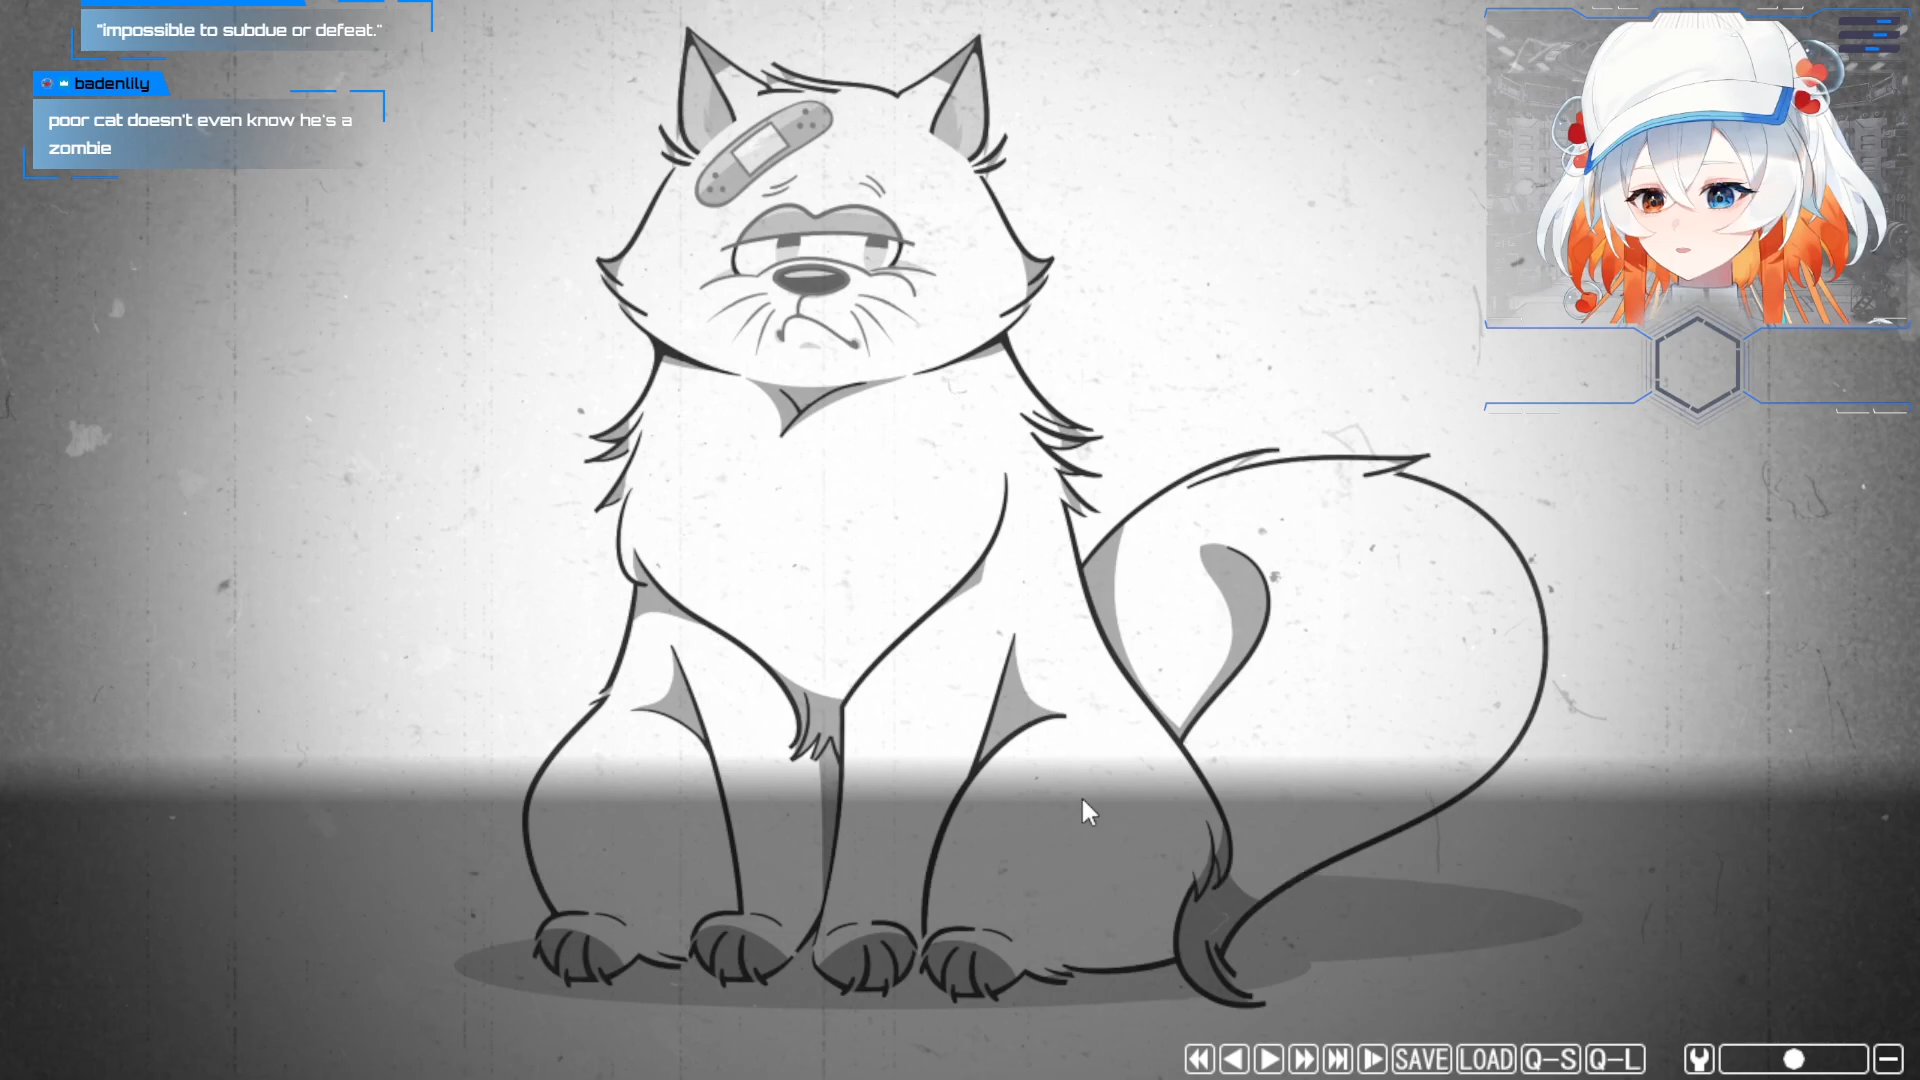 "impossible to subdue or defeat."
badenlily
poor cat doesn't even know he's a
zombie
SAVE LOAD Q-S Q-L